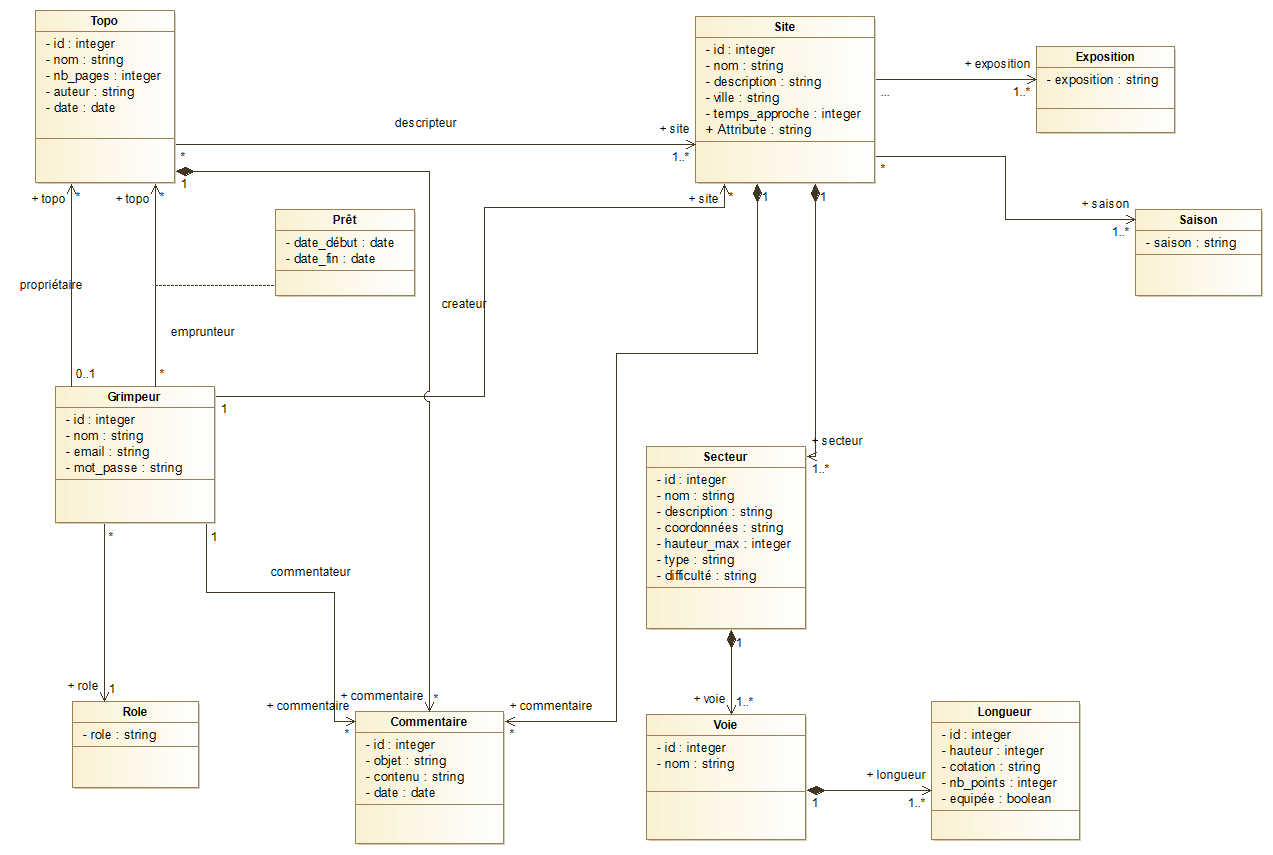 Topo
- id : integer
- nom : string
- nb_pages : integer
- auteur : string
- date : date
Site
- id : integer
- nom : string
- description : string
- ville : string
- temps_approche : integer
+ Attribute : string
Exposition
- exposition : string
+ exposition
1..*
...
descripteur
+ site
*
1..*
1
*
+ saison
1..*
Saison
- saison : string
+ topo
*
+ topo
*
+ site
*
1
1
Prêt
- date_début : date
- date_fin : date
propriétaire
emprunteur
createur
0..1
*
Grimpeur
- id : integer
- nom : string
- email : string
- mot_passe : string
1
+ secteur
1..*
Secteur
- id : integer
- nom : string
- description : string
- coordonnées : string
- hauteur_max : integer
- type : string
- difficulté : string
*
1
commentateur
1
+ role
1
+ commentaire
*
+ commentaire
*
+ commentaire
*
+ voie
1..*
Role
- role : string
Commentaire
- id : integer
- objet : string
- contenu : string
- date : date
Voie
- id : integer
- nom : string
1
+ longueur
1..*
Longueur
- id : integer
- hauteur : integer
- cotation : string
- nb_points : integer
- equipée : boolean